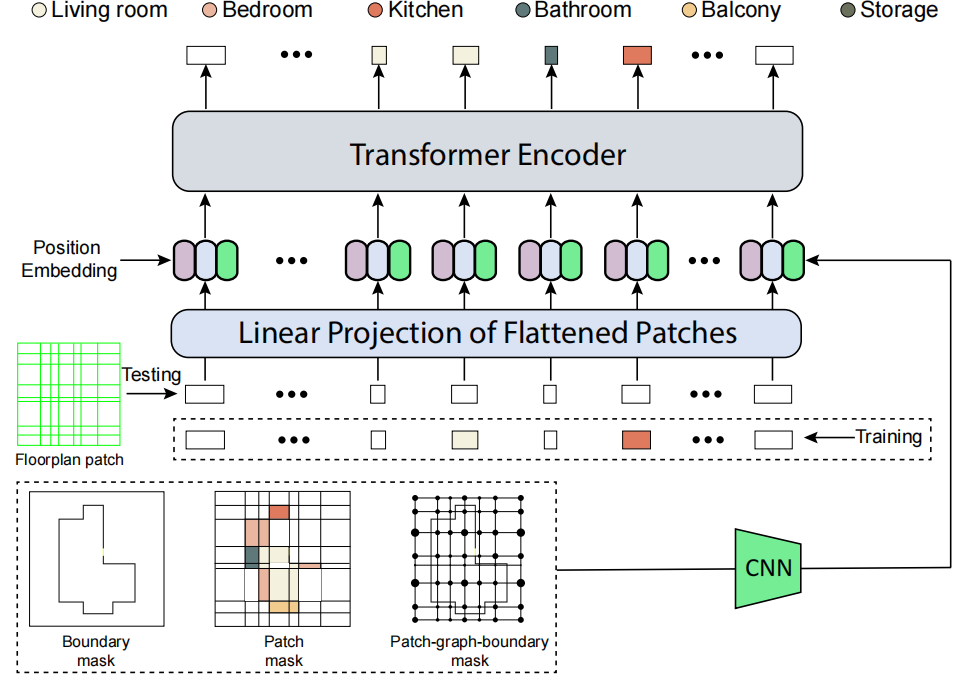 Living room Bedroom Kitchen Bathroom Balcony Storage
Transformer Encoder
Position
Embedding
Linear Projection of Flattened Patches
Testing
Training
Floorplan patch
CNN
Boundary
mask
Patch
mask
Patch-graph-boundary
mask